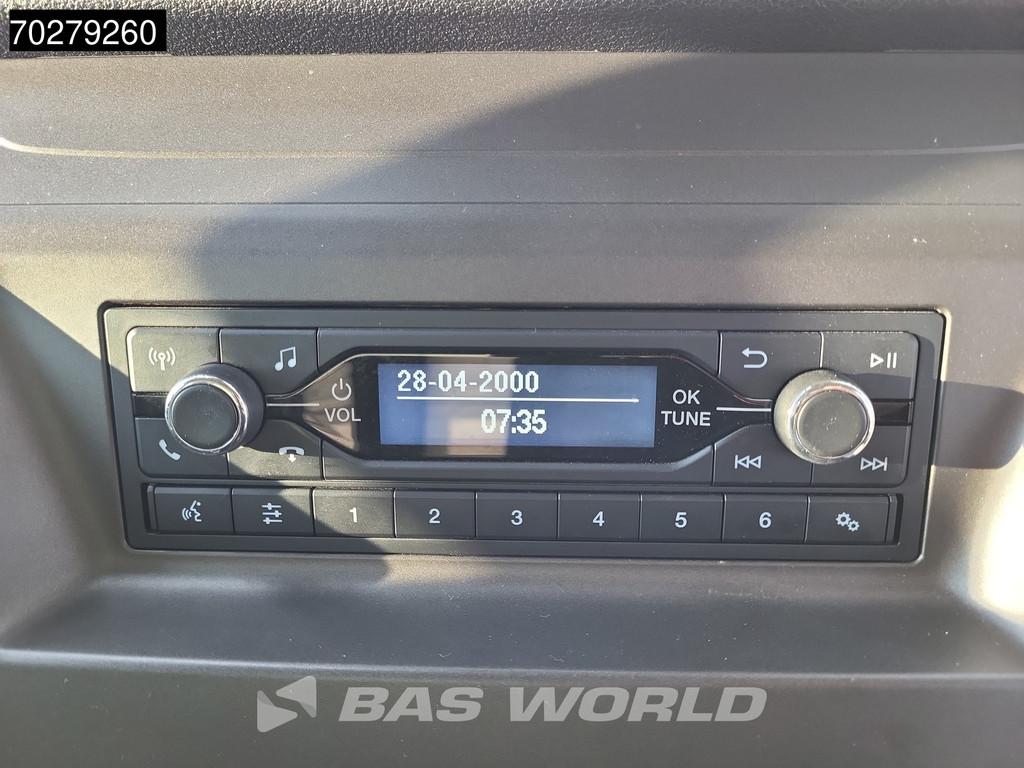 70279260
28-04-2000
07:35
VOL
OK
TUNE
1 2 3 4 5 6
BAS WORLD